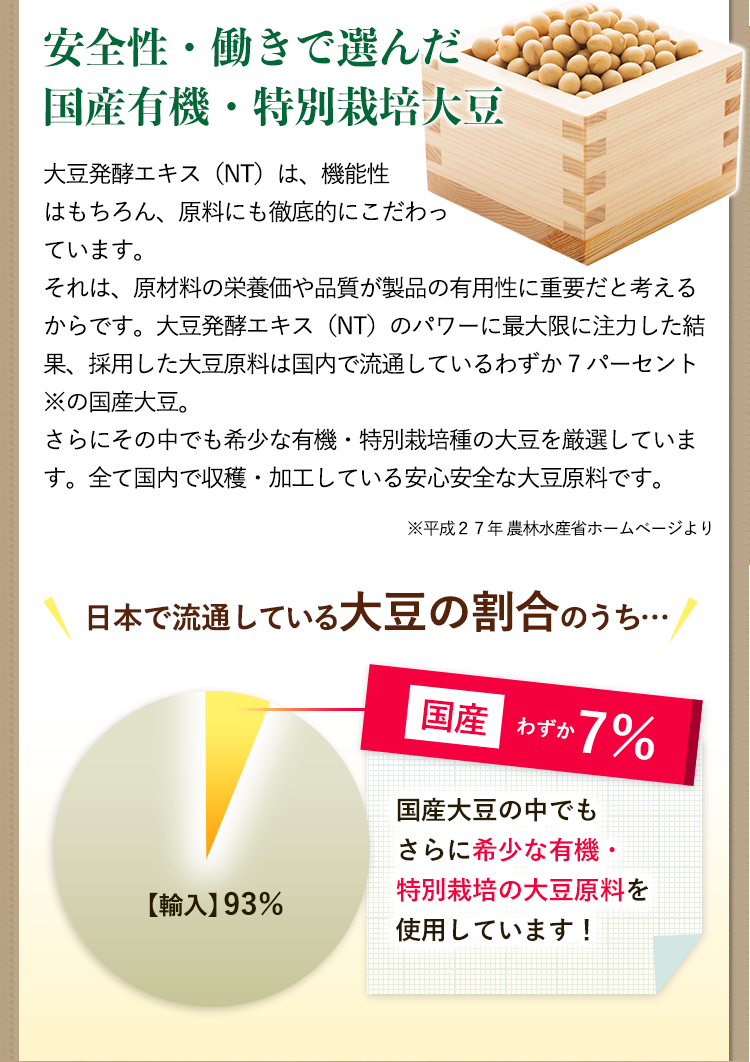 安全性・働きで選んだ
国産有機・特別栽培大豆
大豆発酵エキス（NT）は、機能性
はもちろん、原料にも徹底的にこだわっ
ています。
それは、原材料の栄養価や品質が製品の有用性に重要だと考える
からです。大豆発酵エキス（NT）のパワーに最大限に注力した結
果、採用した大豆原料は国内で流通しているわずか７パーセント
※の国産大豆。
さらにその中でも希少な有機・特別栽培種の大豆を厳選していま
す。全て国内で収穫・加工している安心安全な大豆原料です。
※平成２７年 農林水産省ホームページより
日本で流通している大豆の割合のうち…
国産 わずか7%
国産大豆の中でも
さらに希少な有機・
特別栽培の大豆原料を
使用しています！
【輸入】93%